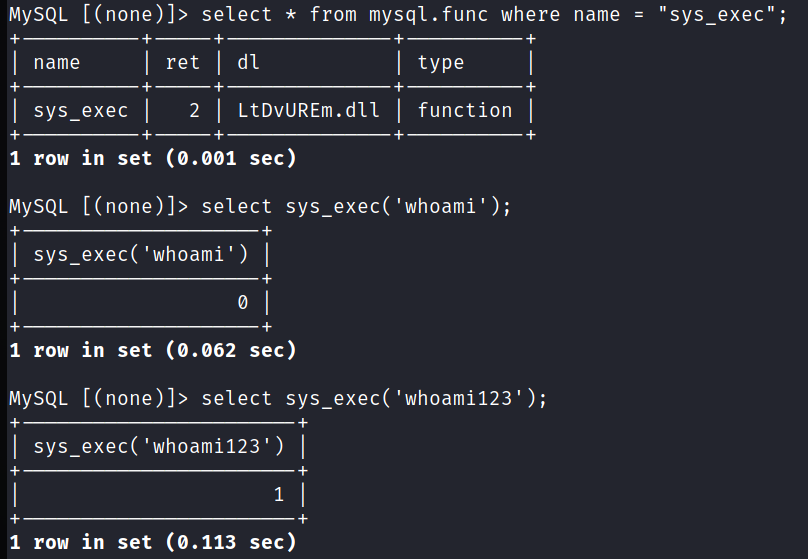 MySQL [(none)]> select * from mysql.func where name = "sys_exec";
+----------+-----+--------------+----------+
| name     | ret | dl           | type     |
+----------+-----+--------------+----------+
| sys_exec |   2 | LtDvUREm.dll | function |
+----------+-----+--------------+----------+
1 row in set (0.001 sec)
MySQL [(none)]> select sys_exec('whoami');
+--------------------+
| sys_exec('whoami') |
+--------------------+
|                  0 |
+--------------------+
1 row in set (0.062 sec)
MySQL [(none)]> select sys_exec('whoami123');
+-----------------------+
| sys_exec('whoami123') |
+-----------------------+
|                     1 |
+-----------------------+
1 row in set (0.113 sec)